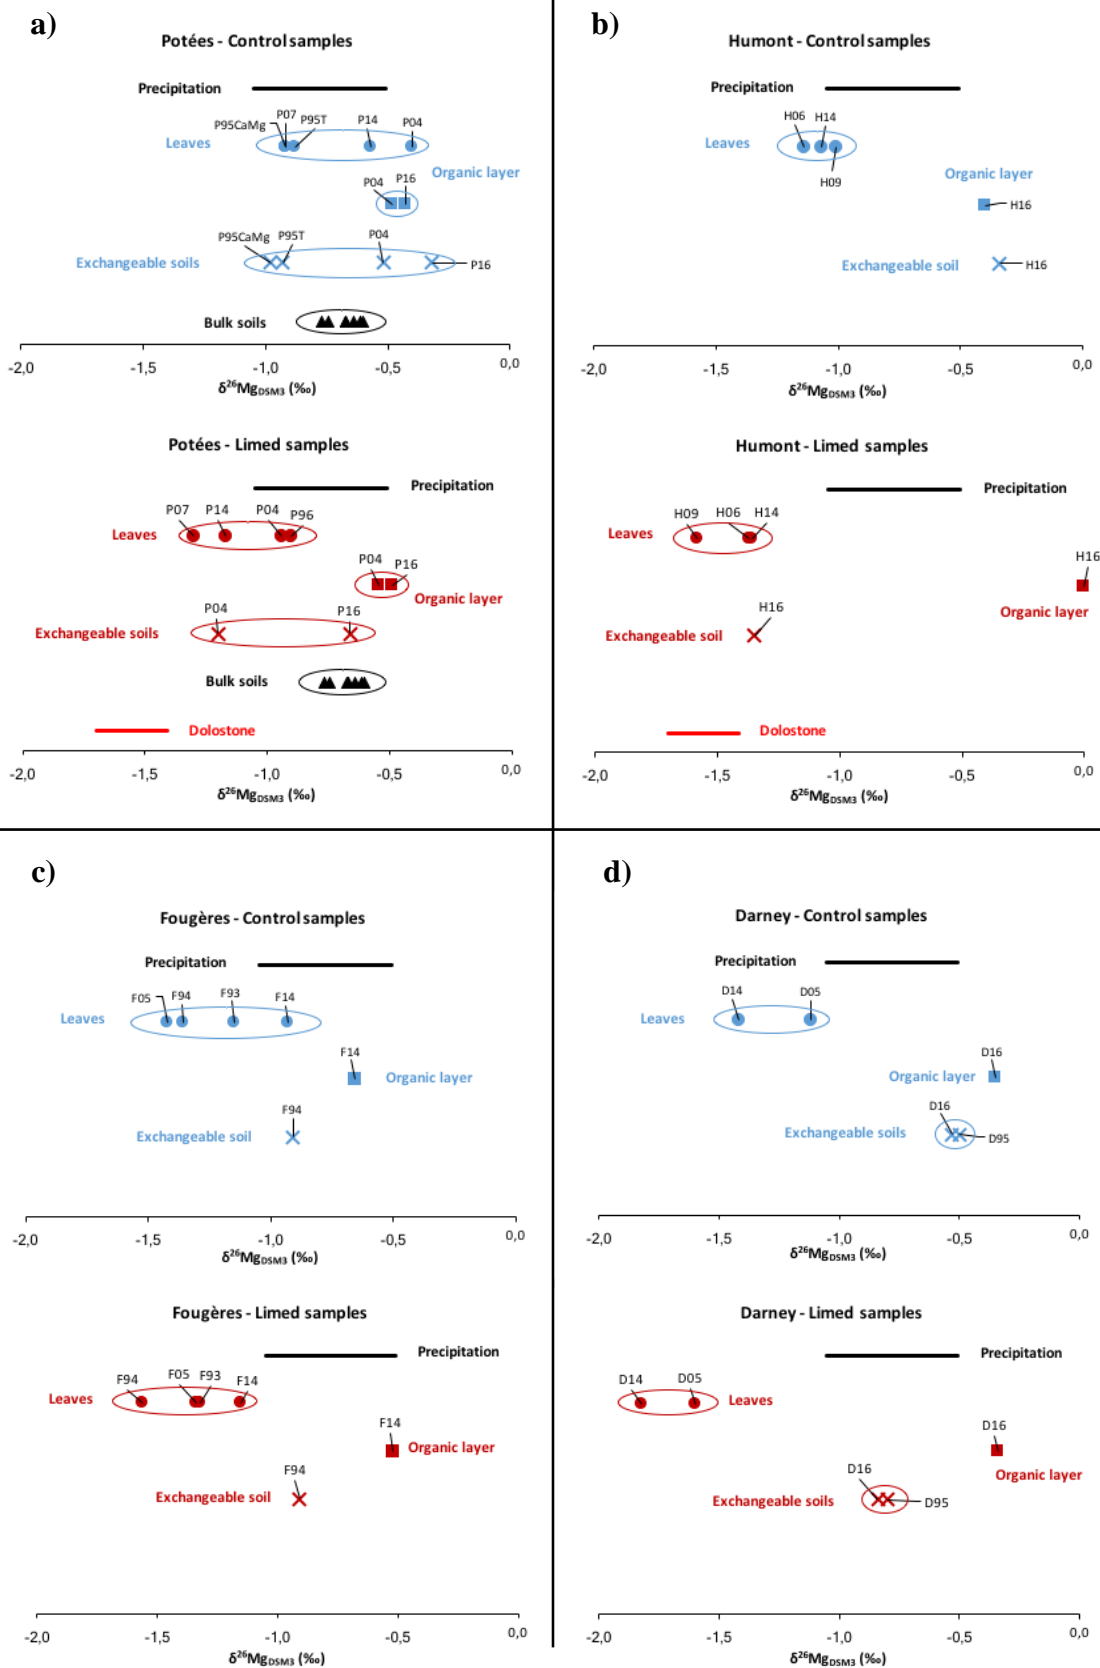 a)
Potées - Control samples
Precipitation
P95CaMg P07 P95T P14 P04
Leaves
Organic layer
P04 P16
P95CaMg P95T P04
Exchangeable soils
P16
Bulk soils
-2,0 -1,5 -1,0 -0,5 0,0
δ26MgDSM3 (‰)
Potées - Limed samples
Precipitation
P07 P14 P04 P96
Leaves
P04 P16
Organic layer
P04 P16
Exchangeable soils
Bulk soils
Dolostone
-2,0 -1,5 -1,0 -0,5 0,0
δ26MgDSM3 (‰)
b)
Humont - Control samples
Precipitation
H06 H14
Leaves
H09
Organic layer
H16
Exchangeable soil
H16
-2,0 -1,5 -1,0 -0,5 0,0
δ26MgDSM3 (‰)
Humont - Limed samples
Precipitation
H09 H06 H14
Leaves
H16
Organic layer
H16
Exchangeable soil
Dolostone
-2,0 -1,5 -1,0 -0,5 0,0
δ26MgDSM3 (‰)
c)
Fougères - Control samples
Precipitation
F05 F94 F93 F14
Leaves
F14
Organic layer
F94
Exchangeable soil
-2,0 -1,5 -1,0 -0,5 0,0
δ26MgDSM3 (‰)
Fougères - Limed samples
Precipitation
F94 F05 F93 F14
Leaves
F14
Organic layer
F94
Exchangeable soil
-2,0 -1,5 -1,0 -0,5 0,0
δ26MgDSM3 (‰)
d)
Darney - Control samples
Precipitation
D14 D05
Leaves
D16
Organic layer
D16
Exchangeable soils
D95
-2,0 -1,5 -1,0 -0,5 0,0
δ26MgDSM3 (‰)
Darney - Limed samples
Precipitation
D14 D05
Leaves
D16
Organic layer
D16
Exchangeable soils
D95
-2,0 -1,5 -1,0 -0,5 0,0
δ26MgDSM3 (‰)